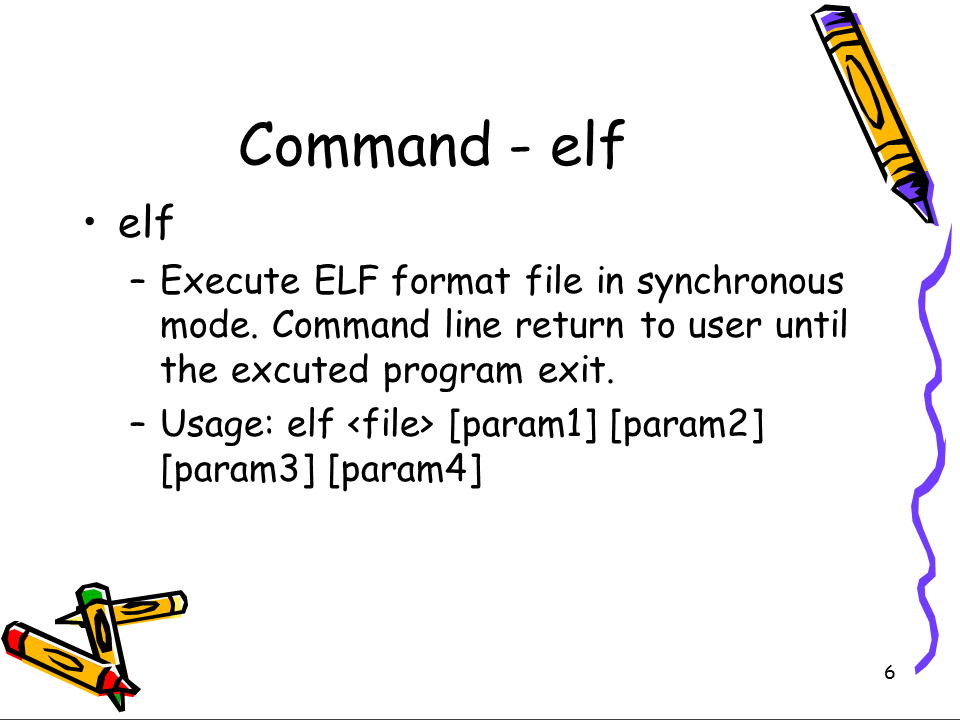 Command - elf
• elf
– Execute ELF format file in synchronous
mode. Command line return to user until
the excuted program exit.
– Usage: elf <file> [param1] [param2]
[param3] [param4]
6